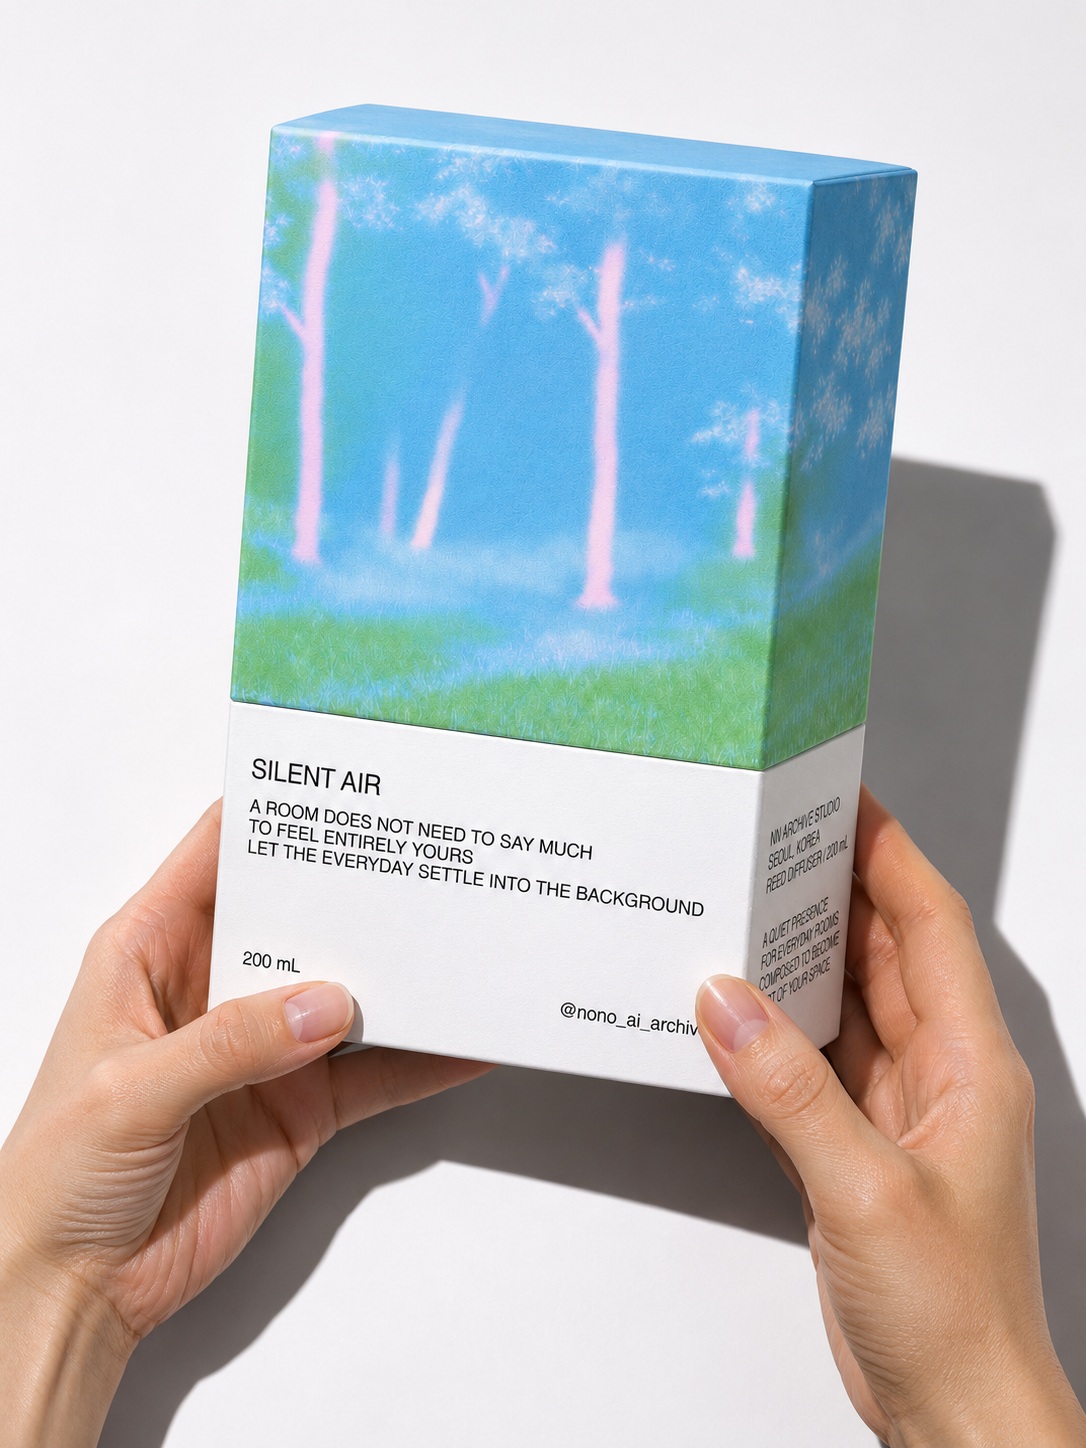 SILENT AIR
A ROOM DOES NOT NEED TO SAY MUCH
TO FEEL ENTIRELY YOURS
LET THE EVERYDAY SETTLE INTO THE BACKGROUND
200 mL
@nono_ai_archiv
NN ARCHIVE STUDIO
SEOUL, KOREA
REED DIFFUSER / 200 mL
A QUIET PRESENCE
FOR EVERYDAY ROOMS
COMPOSED TO BECOME
OF YOUR SPACE